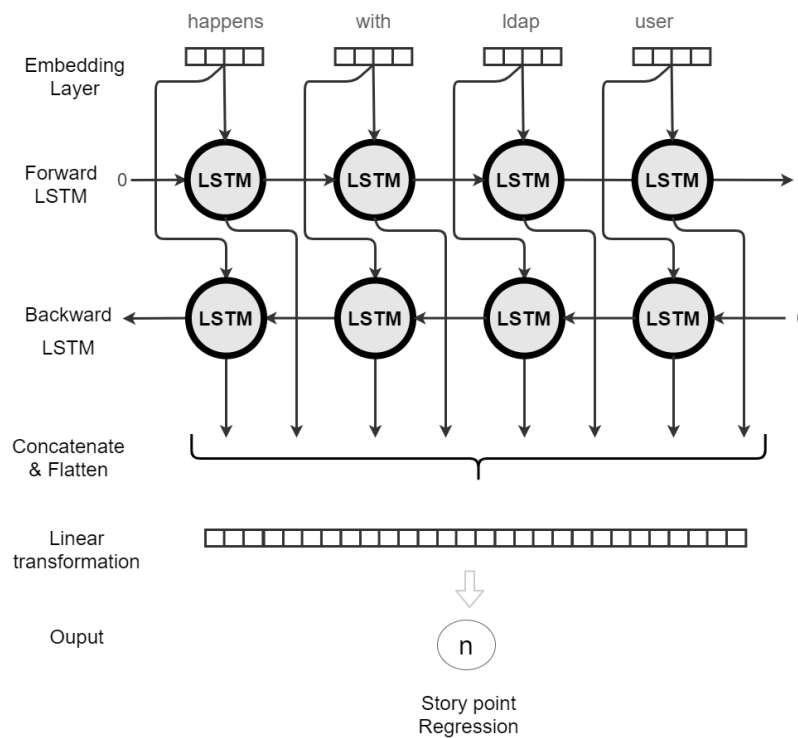 happens with ldap user
Embedding
Layer
Forward
LSTM
0 LSTM LSTM LSTM LSTM
Backward
LSTM
LSTM LSTM LSTM LSTM
Concatenate
& Flatten
Linear
transformation
Ouput
n
Story point
Regression